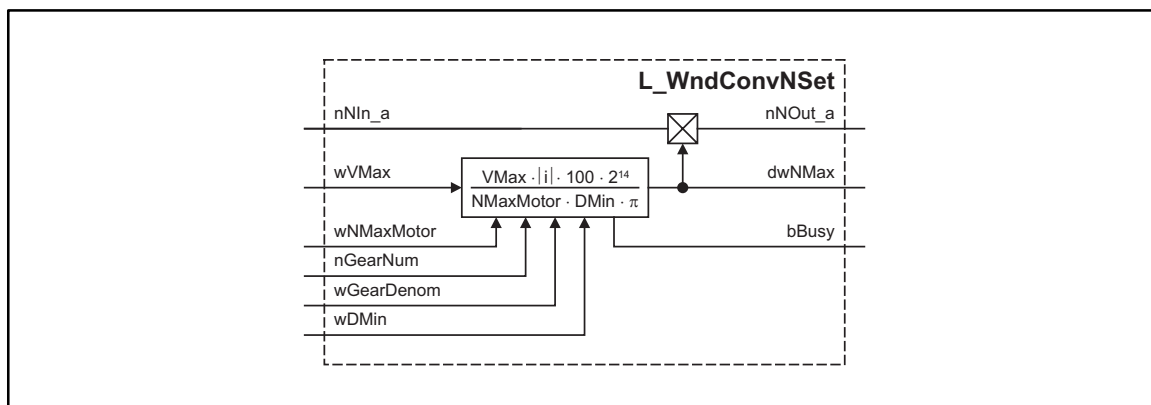 L_WndConvNSet
nNIn_a
nNOut_a
wVMax
VMax · |i| · 100 · 2¹⁴
NMaxMotor · DMin · π
dwNMax
wNMaxMotor
bBusy
nGearNum
wGearDenom
wDMin